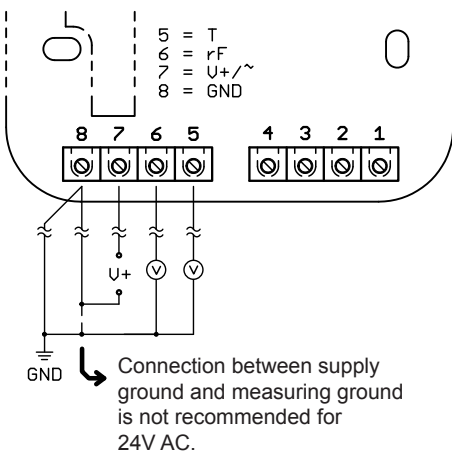 5 = T
6 = rF
7 = V+/~
8 = GND
8 7 6 5 4 3 2 1
V+ V V
GND
Connection between supply
ground and measuring ground
is not recommended for
24V AC.